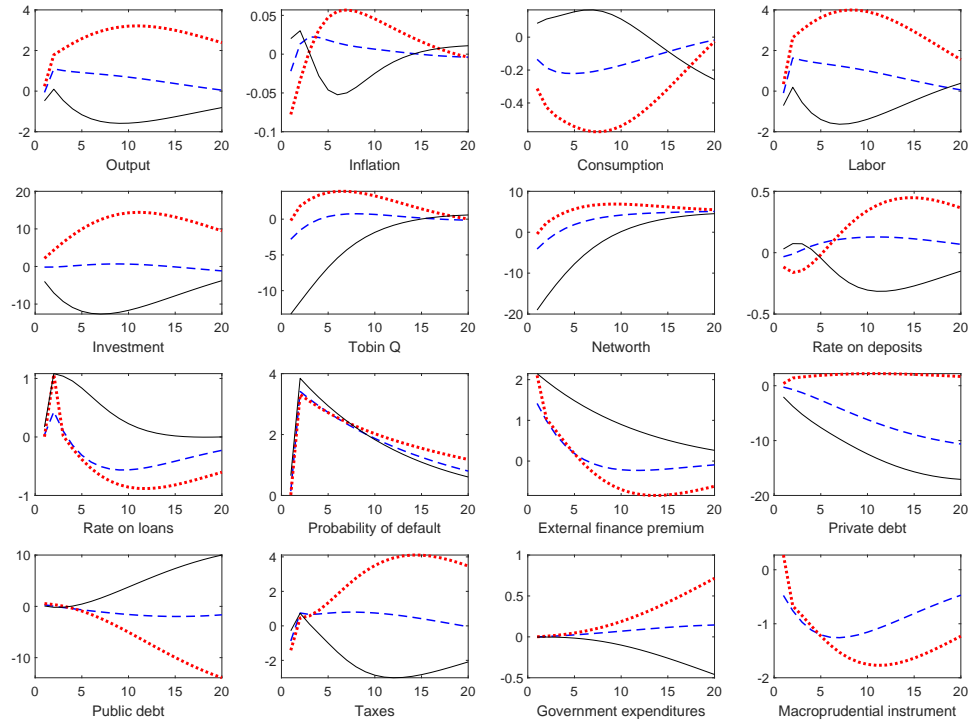 4
2
0
-2
0 5 10 15 20
Output
0.05
0
-0.05
-0.1
0 5 10 15 20
Inflation
0
-0.2
-0.4
0 5 10 15 20
Consumption
4
2
0
-2
0 5 10 15 20
Labor
20
10
0
-10
0 5 10 15 20
Investment
0
-5
-10
0 5 10 15 20
Tobin Q
10
0
-10
-20
0 5 10 15 20
Networth
0.5
0
-0.5
0 5 10 15 20
Rate on deposits
1
0
-1
0 5 10 15 20
Rate on loans
4
2
0
0 5 10 15 20
Probability of default
2
1
0
0 5 10 15 20
External finance premium
0
-10
-20
0 5 10 15 20
Private debt
10
0
-10
0 5 10 15 20
Public debt
4
2
0
-2
0 5 10 15 20
Taxes
1
0.5
0
-0.5
0 5 10 15 20
Government expenditures
0
-1
-2
0 5 10 15 20
Macroprudential instrument